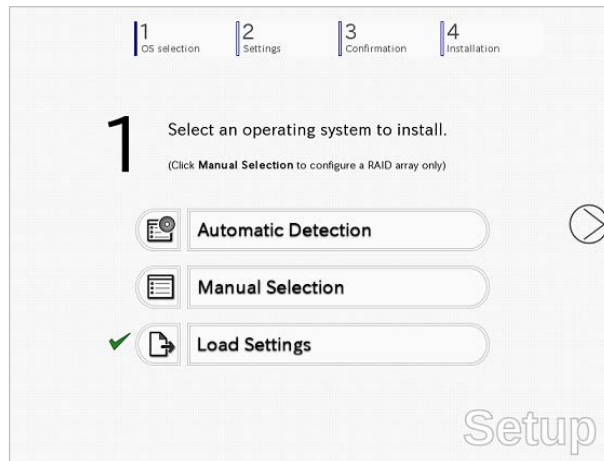 1 2 3 4
OS selection Settings Confirmation Installation
1 Select an operating system to install.
(Click Manual Selection to configure a RAID array only)
Automatic Detection
Manual Selection
Load Settings
Setup